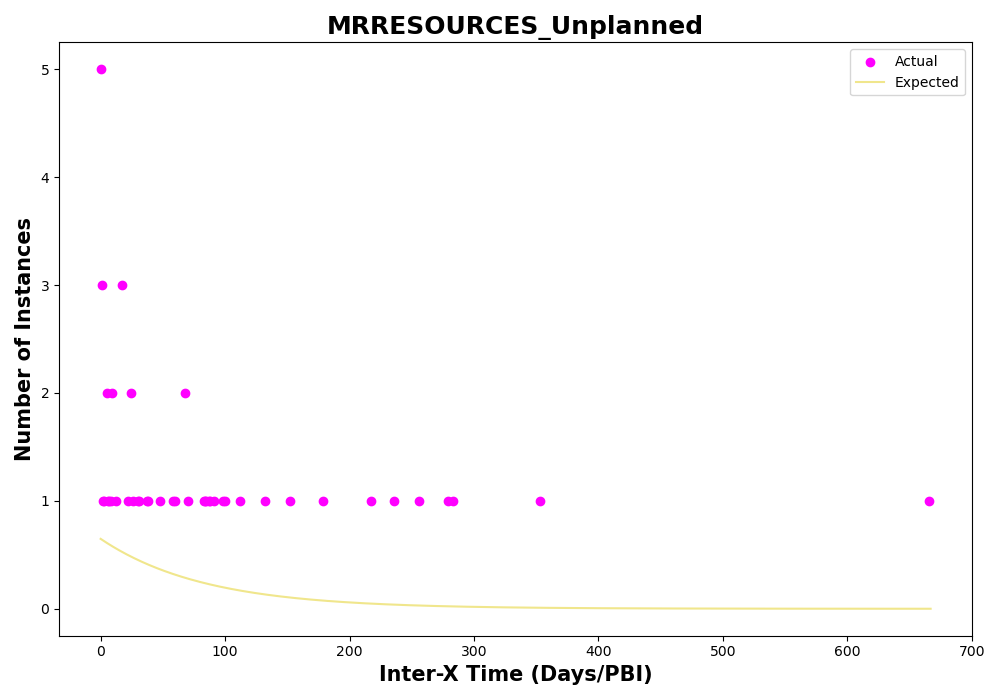 MRRESOURCES_Unplanned
Actual
Expected
Number of Instances
5
4
3
2
1
0
0 100 200 300 400 500 600 700
Inter-X Time (Days/PBI)